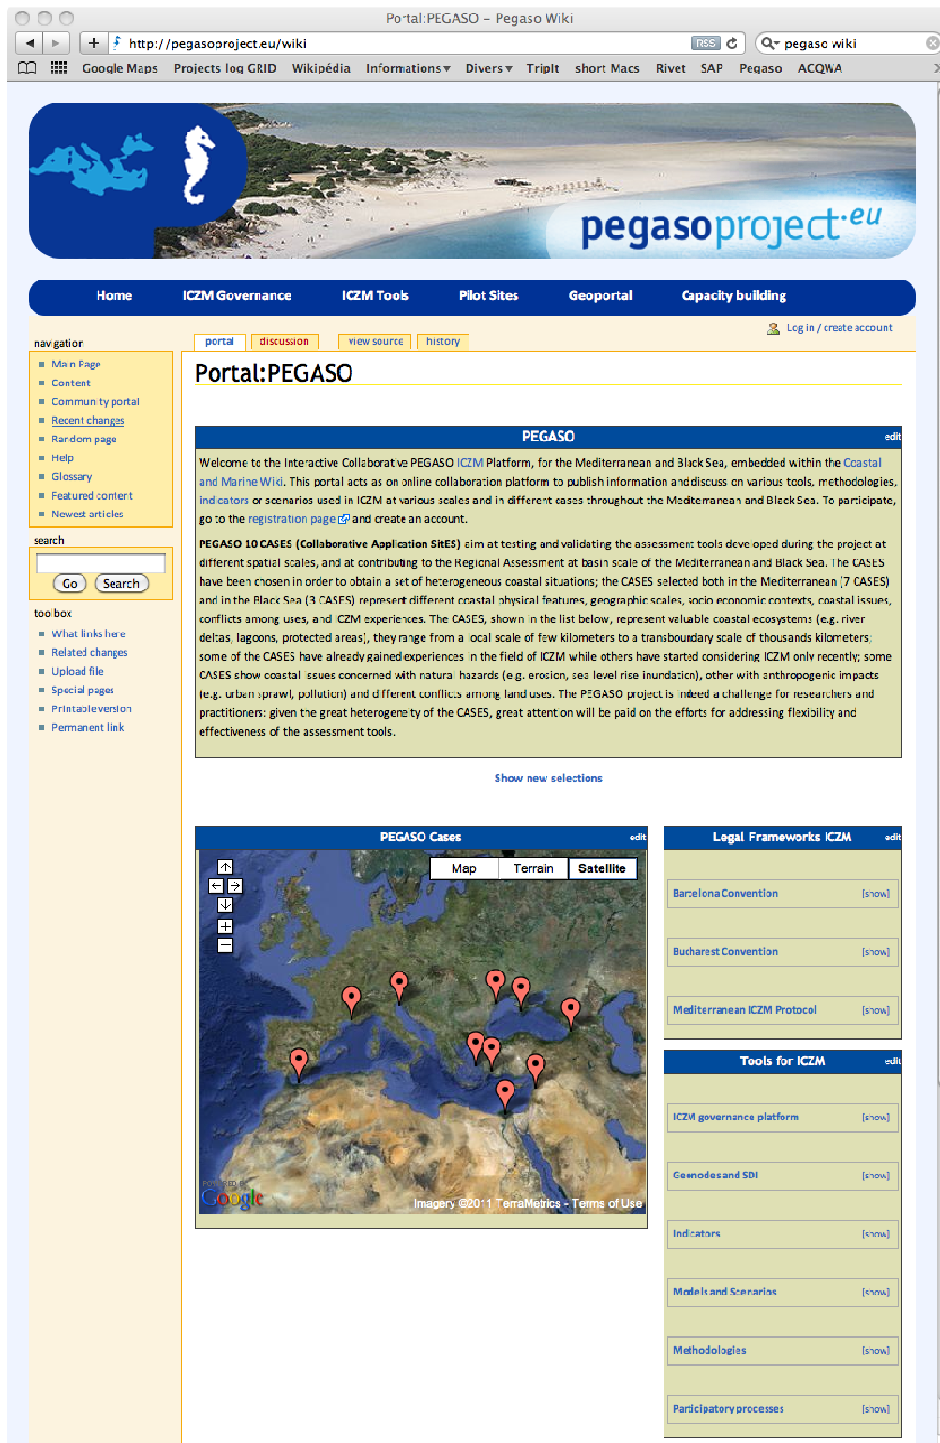 Portal:PEGASO – Pegaso Wiki
http://pegasoproject.eu/wiki
RSS
pegaso wiki
Google Maps Projects log GRID Wikipédia Informations Divers TripIt short Macs Rivet SAP Pegaso ACQWA
pegasoproject.eu
Home ICZM Governance ICZM Tools Pilot Sites Geoportal Capacity building
Log in / create account
portal discussion view source history
navigation
Main Page
Content
Community portal
Recent changes
Random page
Help
Glossary
Featured content
Newest articles
search
Go Search
toolbox
What links here
Related changes
Upload file
Special pages
Printable version
Permanent link
Portal:PEGASO
PEGASO edit
Welcome to the Interactive Collaborative PEGASO ICZM Platform, for the Mediterranean and Black Sea, embedded within the Coastal
and Marine Wiki. This portal acts as on online collaboration platform to publish information and discuss on various tools, methodologies,
indicators or scenarios used in ICZM at various scales and in different cases throughout the Mediterranean and Black Sea. To participate,
go to the registration page and create an account.
PEGASO 10 CASES (Collaborative Application SitES) aim at testing and validating the assessment tools developed during the project at
different spatial scales, and at contributing to the Regional Assessment at basin scale of the Mediterranean and Black Sea. The CASES
have been chosen in order to obtain a set of heterogeneous coastal situations; the CASES selected both in the Mediterranean (7 CASES)
and in the Black Sea (3 CASES) represent different coastal physical features, geographic scales, socio economic contexts, coastal issues,
conflicts among uses, and ICZM experiences. The CASES, shown in the list below, represent valuable coastal ecosystems (e.g. river
deltas, lagoons, protected areas), they range from a local scale of few kilometers to a transboundary scale of thousands kilometers;
some of the CASES have already gained experiences in the field of ICZM while others have started considering ICZM only recently; some
CASES show coastal issues concerned with natural hazards (e.g. erosion, sea level rise inundation), other with anthropogenic impacts
(e.g. urban sprawl, pollution) and different conflicts among land uses. The PEGASO project is indeed a challenge for researchers and
practitioners: given the great heterogeneity of the CASES, great attention will be paid on the efforts for addressing flexibility and
effectiveness of the assessment tools.
Show new selections
PEGASO Cases edit
Map Terrain Satellite
POWERED BY
Google
Imagery ©2011 TerraMetrics - Terms of Use
Legal Frameworks ICZM edit
Barcelona Convention [show]
Bucharest Convention [show]
Mediterranean ICZM Protocol [show]
Tools for ICZM edit
ICZM governance platform [show]
Geonodes and SDI [show]
Indicators [show]
Models and Scenarios [show]
Methodologies [show]
Participatory processes [show]